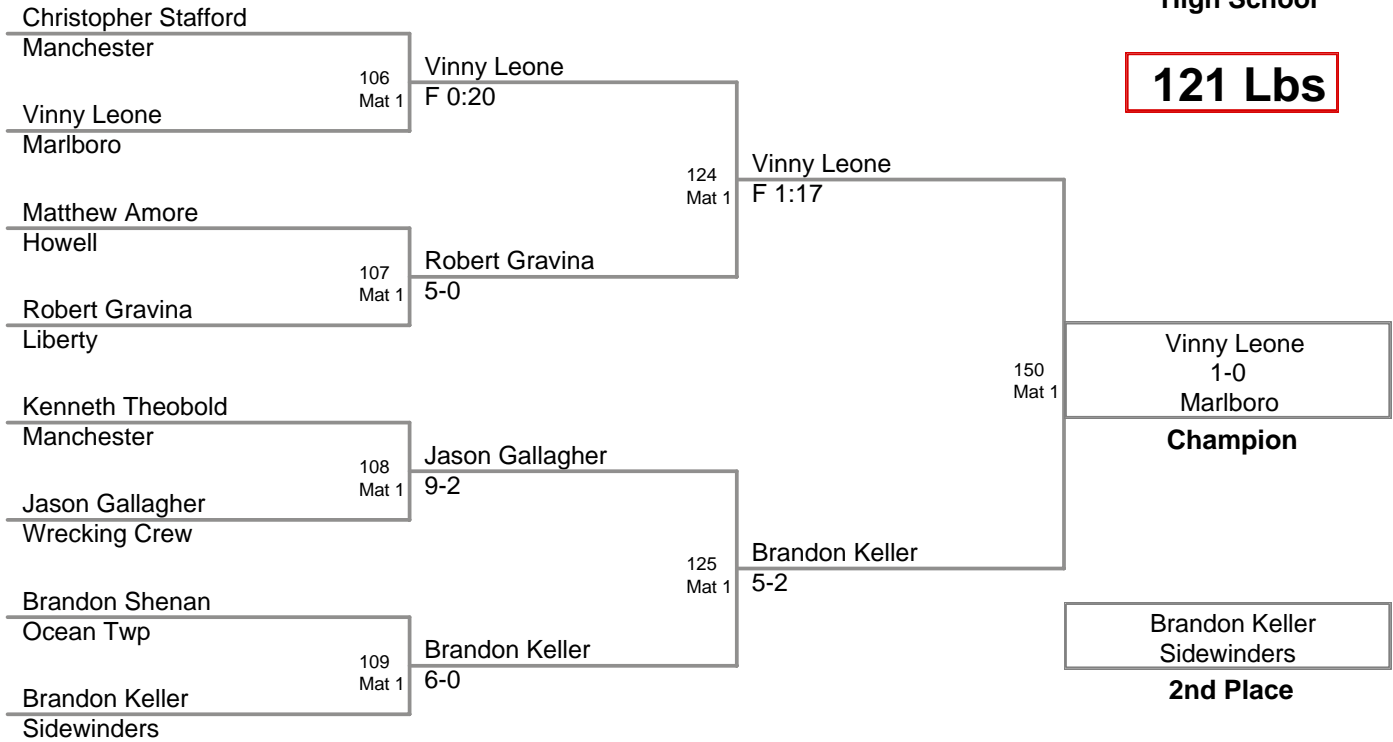 High School
121 Lbs
Christopher Stafford
Manchester
106
Mat 1
Vinny Leone
Marlboro
Vinny Leone
F 0:20
Matthew Amore
Howell
107
Mat 1
Robert Gravina
Liberty
Robert Gravina
5-0
124
Mat 1
Vinny Leone
F 1:17
Kenneth Theobold
Manchester
108
Mat 1
Jason Gallagher
Wrecking Crew
Jason Gallagher
9-2
Brandon Shenan
Ocean Twp
109
Mat 1
Brandon Keller
Sidewinders
Brandon Keller
6-0
125
Mat 1
Brandon Keller
5-2
150
Mat 1
Vinny Leone
1-0
Marlboro
Champion
Brandon Keller
Sidewinders
2nd Place